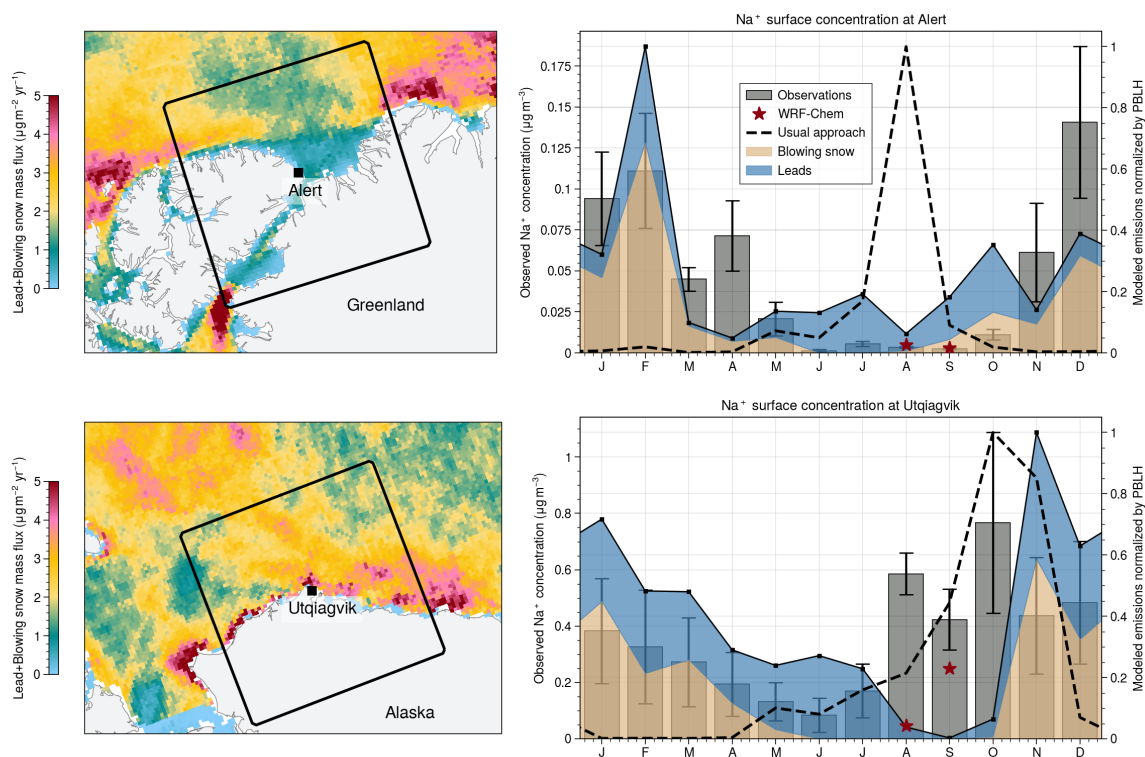 Na⁺ surface concentration at Alert
Lead+Blowing snow mass flux (μg m⁻² yr⁻¹)
5
4
3
2
1
0
Alert
Greenland
Observed Na⁺ concentration (μg m⁻³)
0.175
0.15
0.125
0.1
0.075
0.05
0.025
0
Observations
WRF-Chem
Usual approach
Blowing snow
Leads
1
0.8
0.6
0.4
0.2
0
Modeled emissions normalized by PBLH
J F M A M J J A S O N D
Na⁺ surface concentration at Utqiagvik
Lead+Blowing snow mass flux (μg m⁻² yr⁻¹)
5
4
3
2
1
0
Utqiagvik
Alaska
Observed Na⁺ concentration (μg m⁻³)
1
0.8
0.6
0.4
0.2
0
1
0.8
0.6
0.4
0.2
0
Modeled emissions normalized by PBLH
J F M A M J J A S O N D